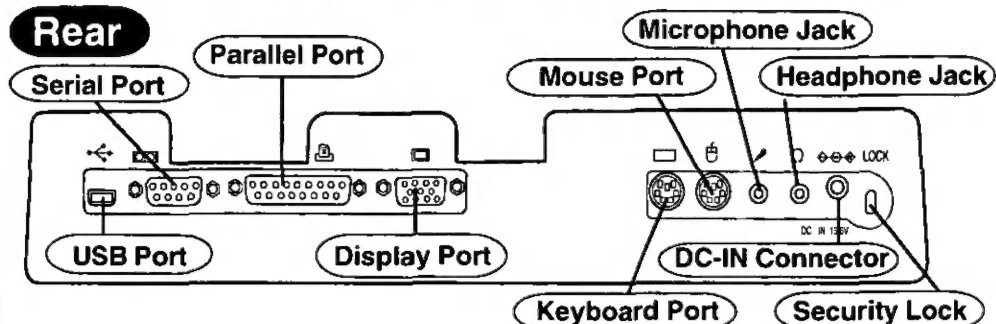 Rear
Microphone Jack
Parallel Port
Mouse Port
Headphone Jack
Serial Port
LOCK
DC IN 15.6V
USB Port
Display Port
DC-IN Connector
Keyboard Port
Security Lock